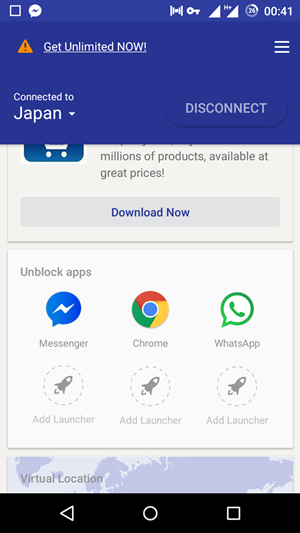 H+ 26 00:41
Get Unlimited NOW!
Connected to
Japan
DISCONNECT
millions of products, available at
great prices!
Download Now
Unblock apps
Messenger Chrome WhatsApp
Add Launcher Add Launcher Add Launcher
Virtual Location